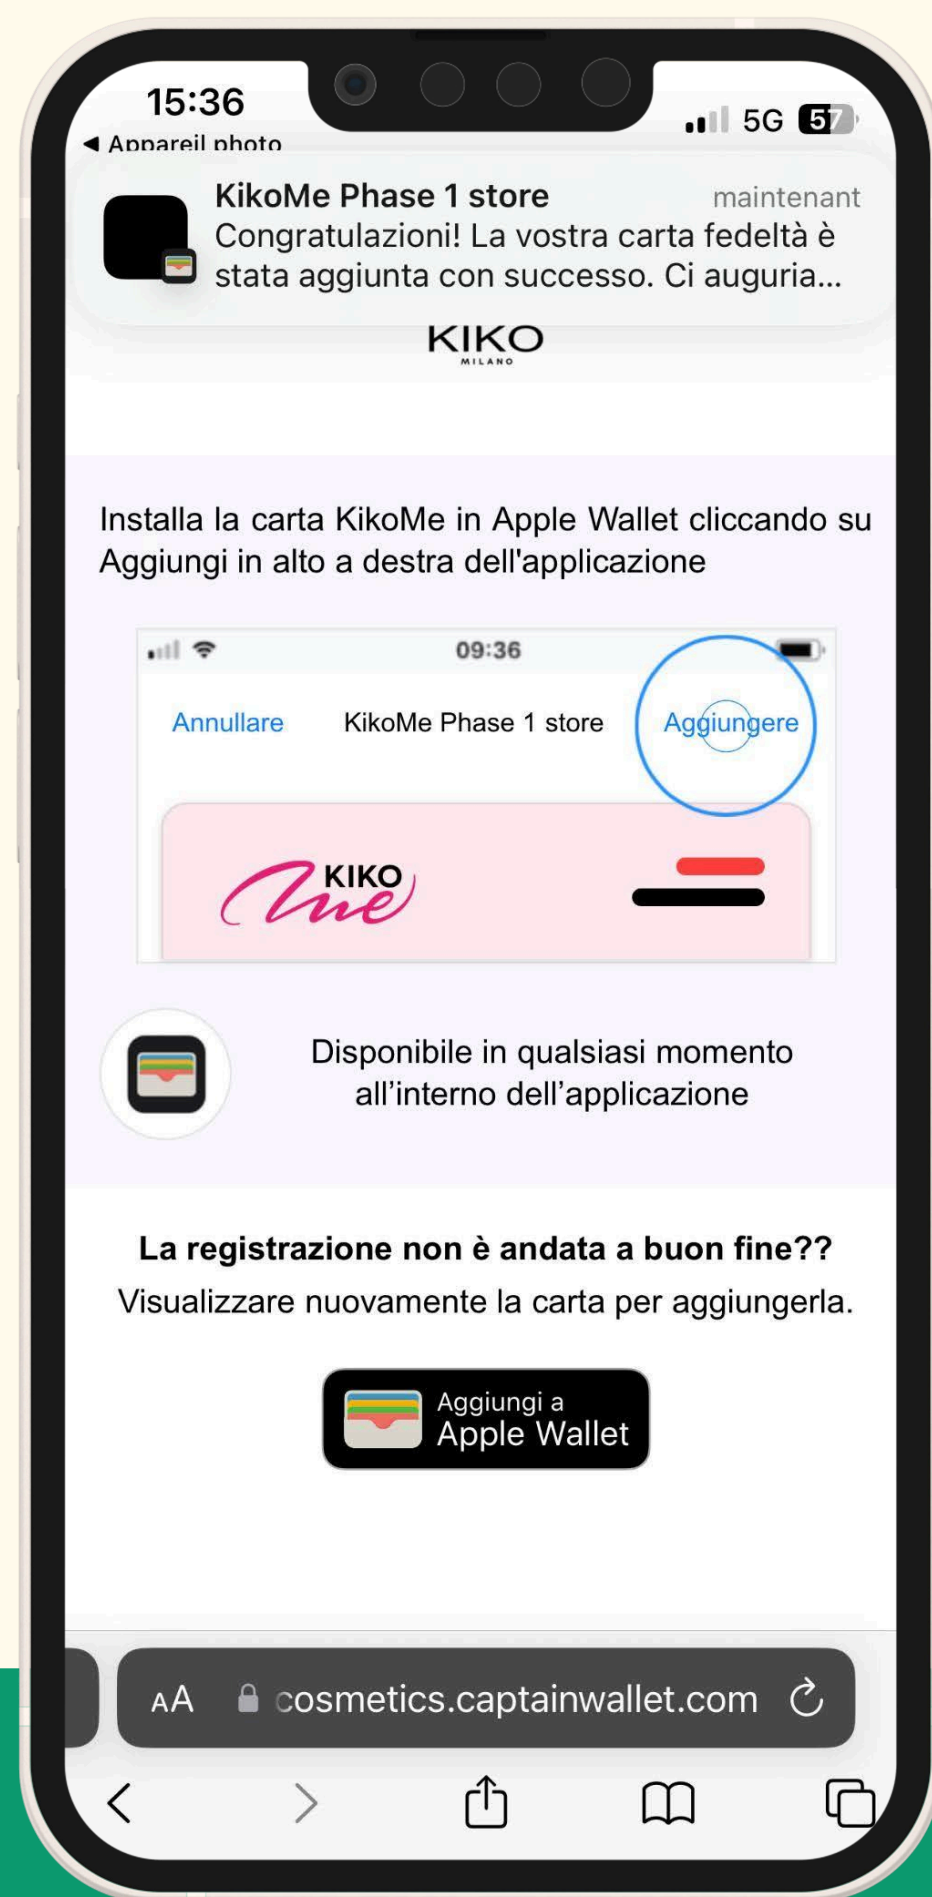 15:36
5G 57
◀ Appareil photo
KikoMe Phase 1 store maintenant
Congratulazioni! La vostra carta fedeltà è
stata aggiunta con successo. Ci auguria...
KIKO
MILANO
Installa la carta KikoMe in Apple Wallet cliccando su
Aggiungi in alto a destra dell'applicazione
09:36
Annullare KikoMe Phase 1 store Aggiungere
KIKO
me
Disponibile in qualsiasi momento
all’interno dell’applicazione
La registrazione non è andata a buon fine??
Visualizzare nuovamente la carta per aggiungerla.
Aggiungi a
Apple Wallet
AA cosmetics.captainwallet.com